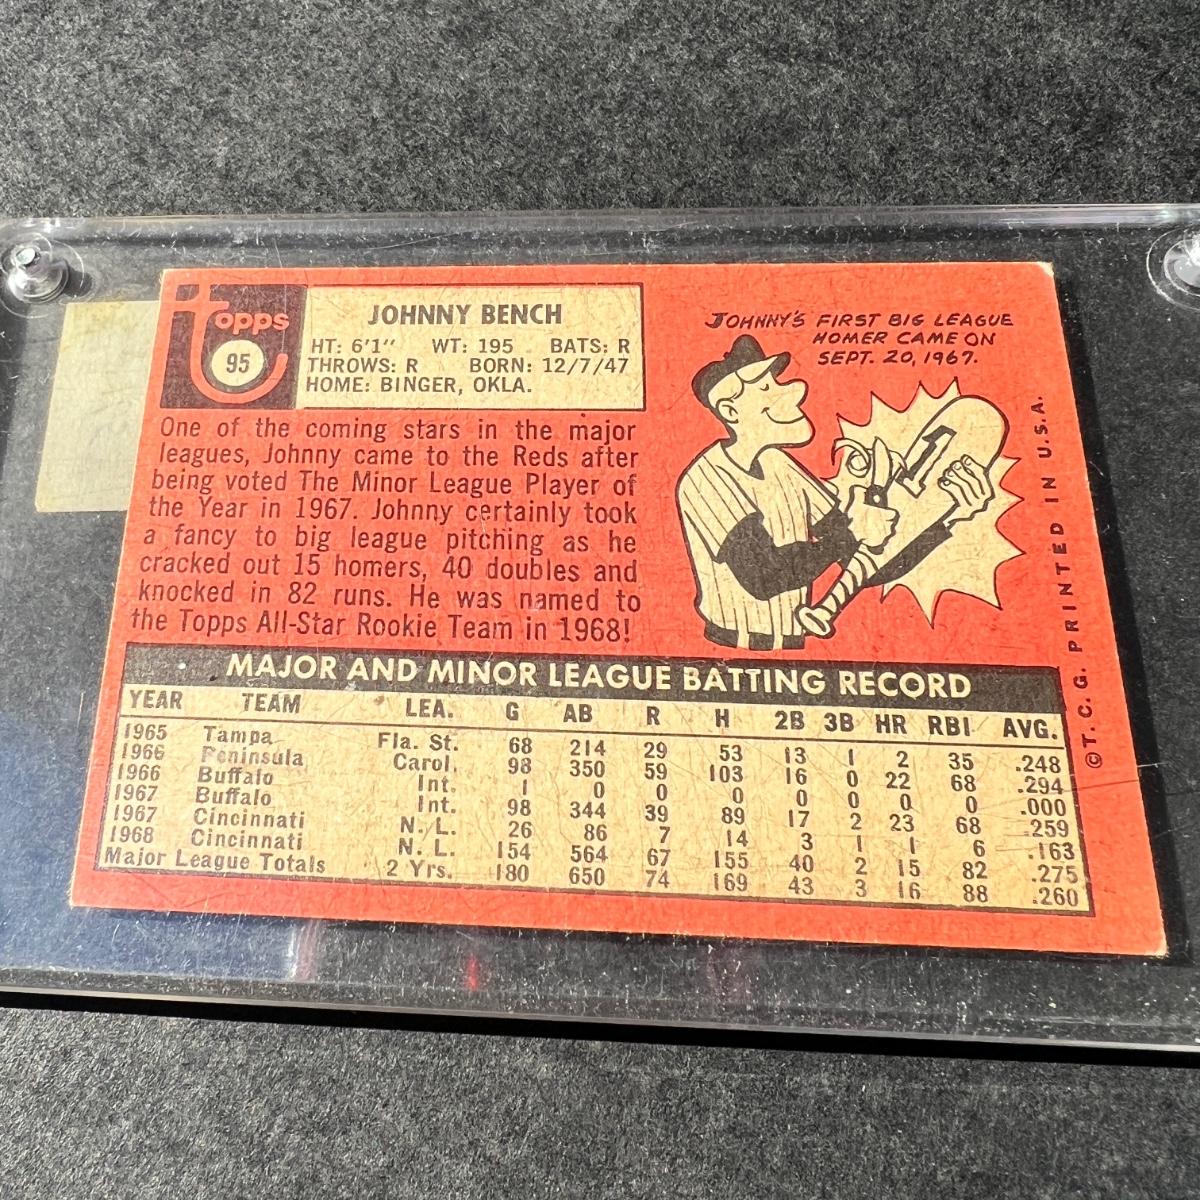 topps
95
JOHNNY BENCH
HT: 6'1" WT: 195 BATS: R
THROWS: R BORN: 12/7/47
HOME: BINGER, OKLA.
One of the coming stars in the major
leagues, Johnny came to the Reds after
being voted The Minor League Player of
the Year in 1967. Johnny certainly took
a fancy to big league pitching as he
cracked out 15 homers, 40 doubles and
knocked in 82 runs. He was named to
the Topps All-Star Rookie Team in 1968!
JOHNNY'S FIRST BIG LEAGUE
HOMER CAME ON
SEPT. 20, 1967.
1
MAJOR AND MINOR LEAGUE BATTING RECORD
YEAR TEAM LEA. G AB R H 2B 3B HR RBI AVG.
1965 Tampa Fla. St. 68 214 29 53 13 1 2 35 .248
1966 Peninsula Carol. 98 350 59 103 16 0 22 68 .294
1966 Buffalo Int. 1 0 0 0 0 0 0 0 .000
1967 Buffalo Int. 98 344 39 89 17 2 23 68 .259
1967 Cincinnati N. L. 26 86 7 14 3 1 1 6 .163
1968 Cincinnati N. L. 154 564 67 155 40 2 15 82 .275
Major League Totals 2 Yrs. 180 650 74 169 43 3 16 88 .260
©T. C. G. PRINTED IN U.S.A.